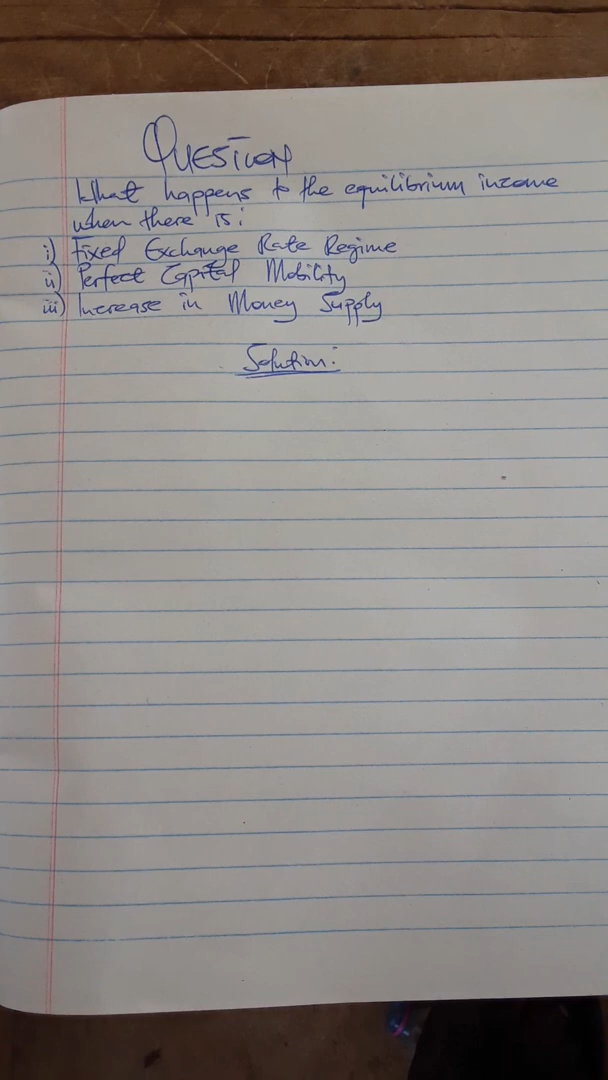 QUESTION
What happens to the equilibrium income
when there is:
i) Fixed Exchange Rate Regime
ii) Perfect Capital Mobility
iii) Increase in Money Supply
Solution: